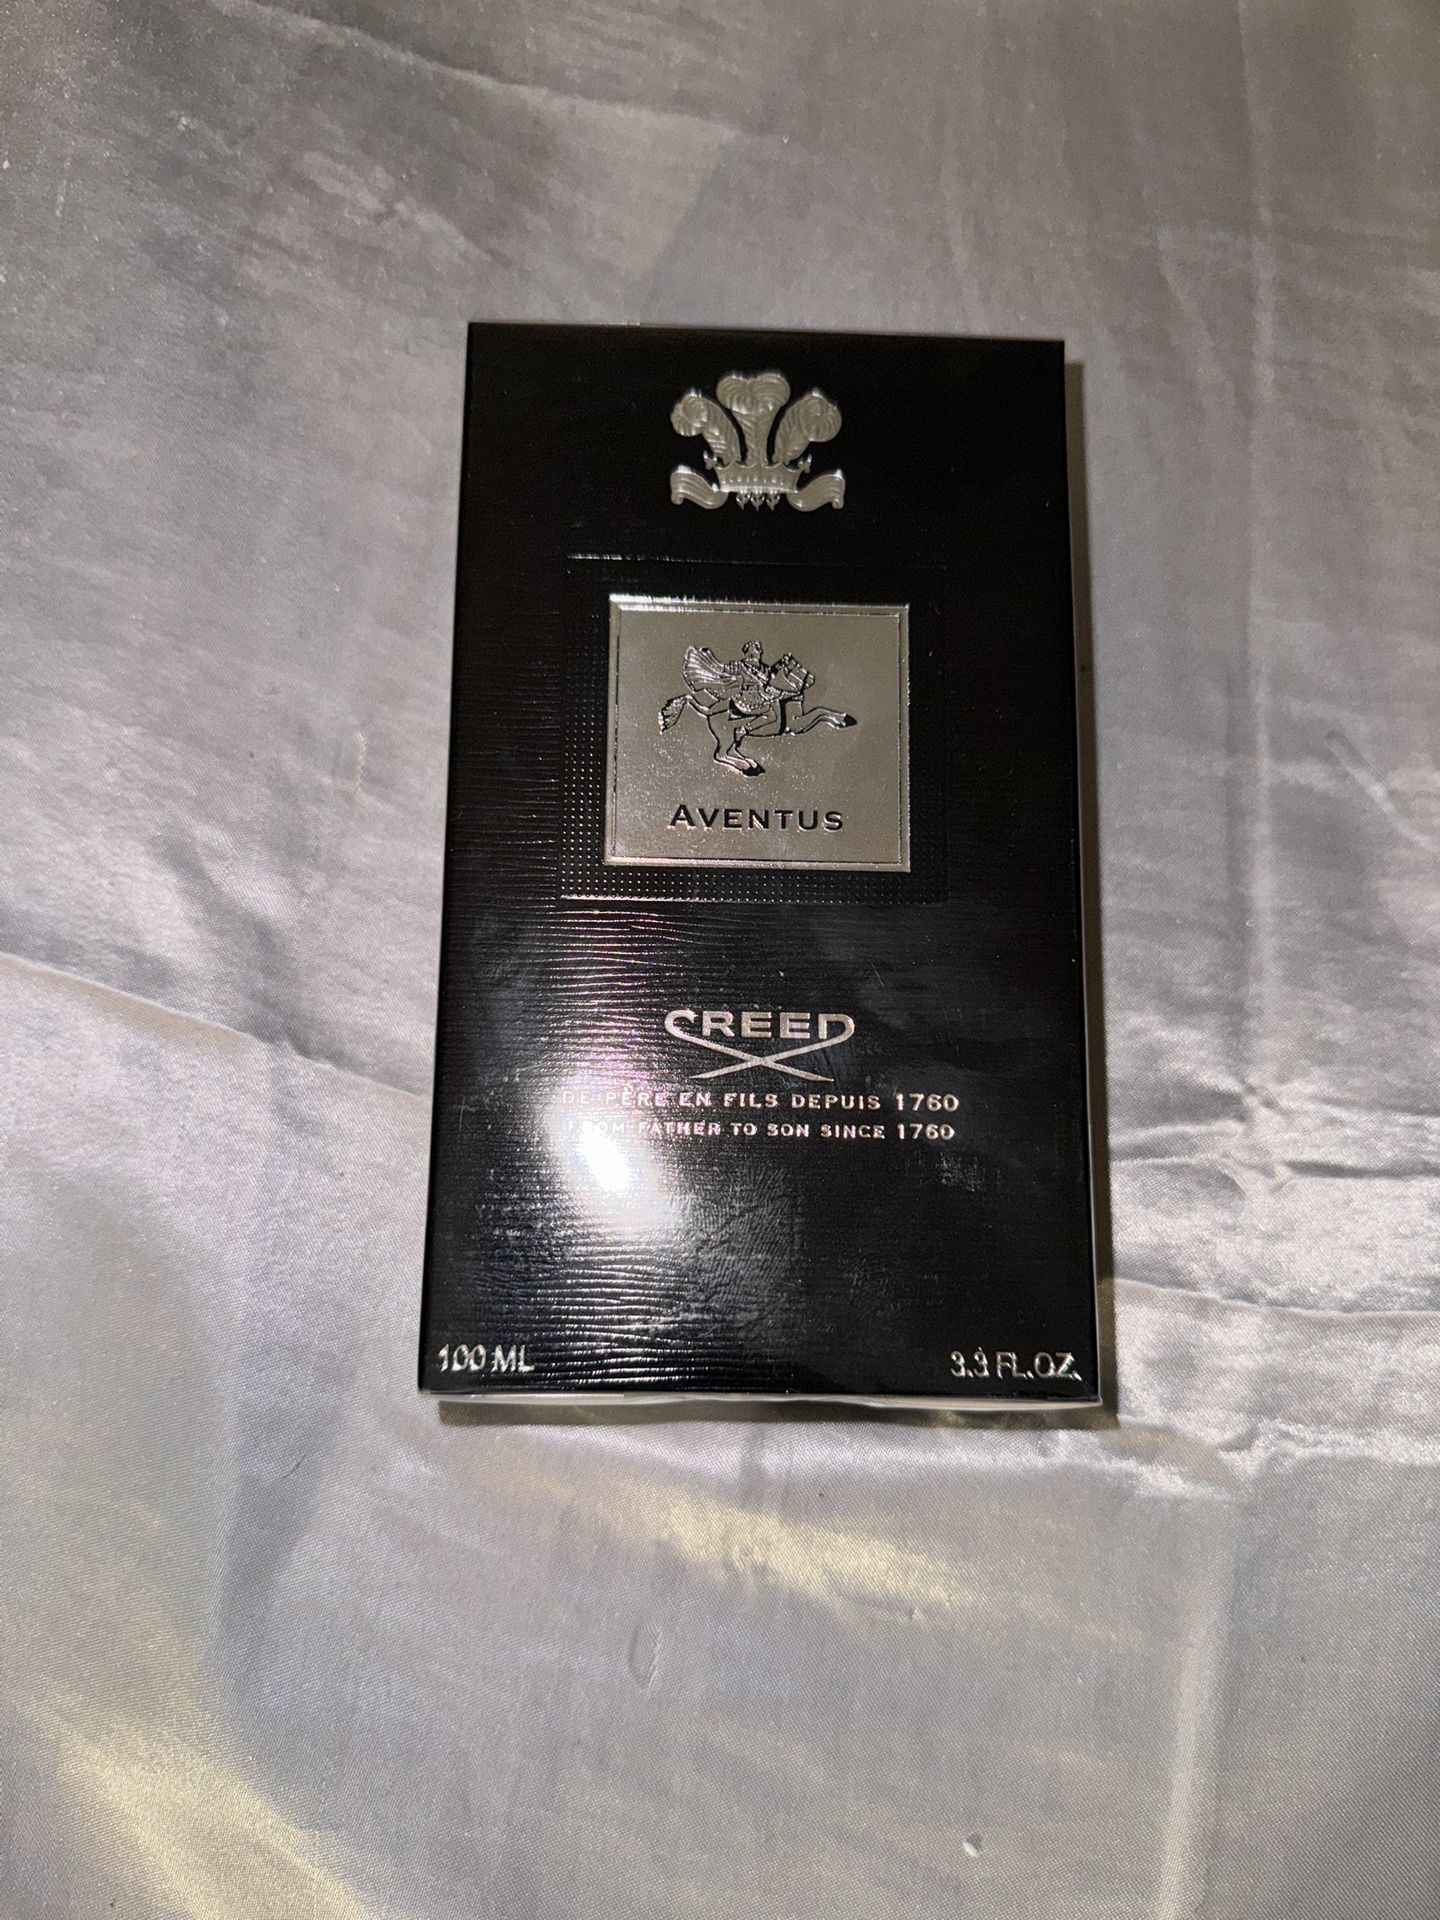 AVENTUS
CREED
DE PÈRE EN FILS DEPUIS 1760
FROM FATHER TO SON SINCE 1760
100 ML
3.3 FL.OZ.